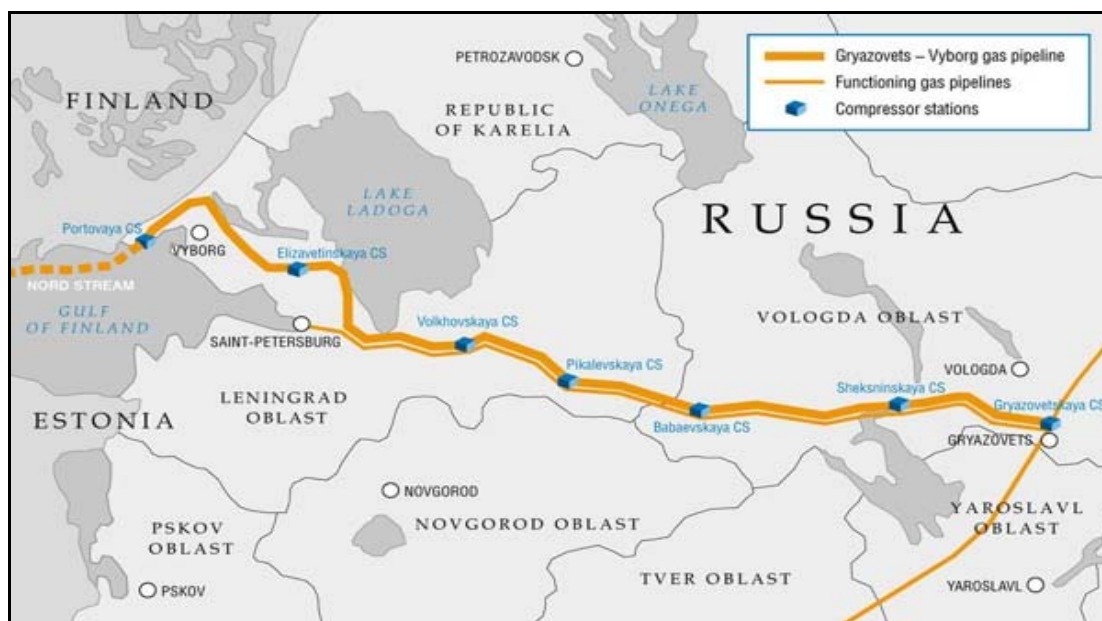 PETROZAVODSK
Gryazovets – Vyborg gas pipeline
Functioning gas pipelines
Compressor stations
FINLAND
LAKE
ONEGA
REPUBLIC
OF KARELIA
LAKE
LADOGA
RUSSIA
Portovaya CS
VYBORG
Elizavetinskaya CS
NORD STREAM
GULF
OF FINLAND
SAINT-PETERSBURG
Volkhovskaya CS
VOLOGDA OBLAST
Pikalevskaya CS
VOLOGDA
Sheksninskaya CS
LENINGRAD
OBLAST
Gryazovetskaya CS
ESTONIA
Babaevskaya CS
GRYAZOVETS
NOVGOROD
NOVGOROD OBLAST
YAROSLAVL
OBLAST
PSKOV
OBLAST
TVER OBLAST
PSKOV
YAROSLAVL